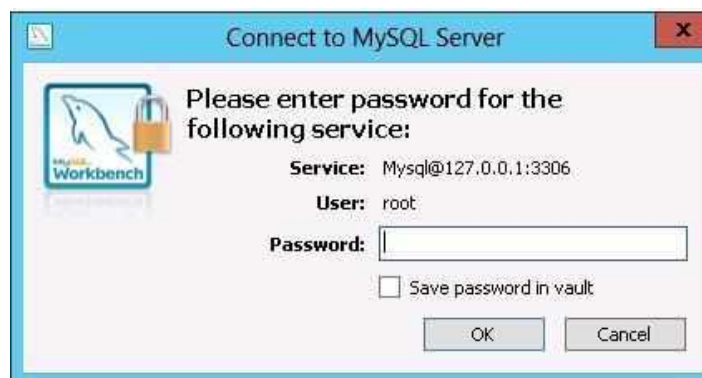 Connect to MySQL Server
x
Please enter password for the
following service:
MySQL
Workbench
Service: Mysql@127.0.0.1:3306
User: root
Password:
Save password in vault
OK Cancel